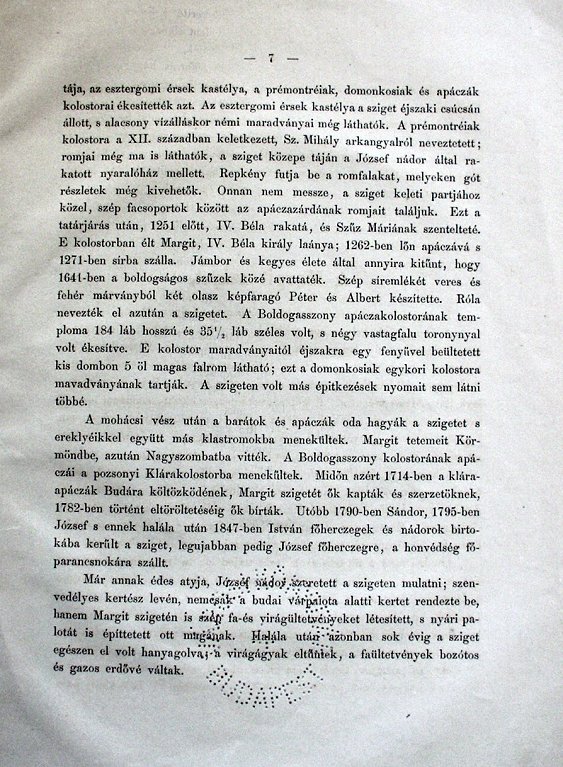 — 7 —
tája, az esztergomi érsek kastélya, a prémontréiak, domonkosiak és apáczák
kolostorai ékesítették azt. Az esztergomi érsek kastélya a sziget éjszaki csúcsán
állott, s alacsony vízálláskor némi maradványai még láthatók. A prémontréiak
kolostora a XII. században keletkezett, Sz. Mihály arkangyalról neveztetett;
romjai még ma is láthatók, a sziget közepe táján a József nádor által ra-
katott nyaralóház mellett. Repkény futja be a romfalakat, melyeken gót
részletek még kivehetők. Onnan nem messze, a sziget keleti partjához
közel, szép facsoportok között az apáczazárdának romjait találjuk. Ezt a
tatárjárás után, 1251 előtt, IV. Béla rakatá, és Szűz Máriának szentelteté.
E kolostorban élt Margit, IV. Béla király leánya; 1262-ben lőn apáczává s
1271-ben sírba szálla. Jámbor és kegyes élete által annyira kitünt, hogy
1641-ben a boldogságos szűzek közé avatták. Szép síremlékét veres és
fehér márványból két olasz képfaragó Péter és Albert készítette. Róla
nevezték el azután a szigetet. A Boldogasszony apáczakolostorának tem-
ploma 184 láb hosszú és 35 1/2 láb széles volt, s négy vastagfalu toronynyal
volt ékesítve. E kolostor maradványaitól éjszakra egy fenyűvel beültetett
kis dombon 5 öl magas falrom látható; ezt a domonkosiak egykori kolostora
mavadványának tartják. A szigeten volt más épitkezések nyomait sem látni
többé.
A mohácsi vész után a barátok és apáczák oda hagyák a szigetet s
ereklyéikkel együtt más klastromokba menekültek. Margit tetemeit Kör-
möndbe, azután Nagyszombatba vitték. A Boldogasszony kolostorának apá-
czái a pozsonyi Klárakolostorba menekültek. Midőn azért 1714-ben a klára-
apáczák Budára költözködének, Margit szigetét ők kapták és szerzetöknek,
1782-ben történt eltöröltetéséig ők bírták. Utóbb 1790-ben Sándor, 1795-ben
József s ennek halála után 1847-ben István főherczegek és nádorok birto-
kába került a sziget, legujabban pedig József főherczegre, a honvédség fő-
parancsnokára szállt.
Már annak édes atyja, József nádor szeretett a szigeten mulatni; szen-
vedélyes kertész levén, nemcsak a budai várpalota alatti kertet rendezte be,
hanem Margit szigetén is szép fa-és virágültetvényeket létesített, s nyári pa-
lotát is építtetett ott magának. Halála után azonban sok évig a sziget
egészen el volt hanyagolva, a virágágyak eltüntek, a faültetvények bozótos
és gazos erdővé váltak.
BUDAPEST